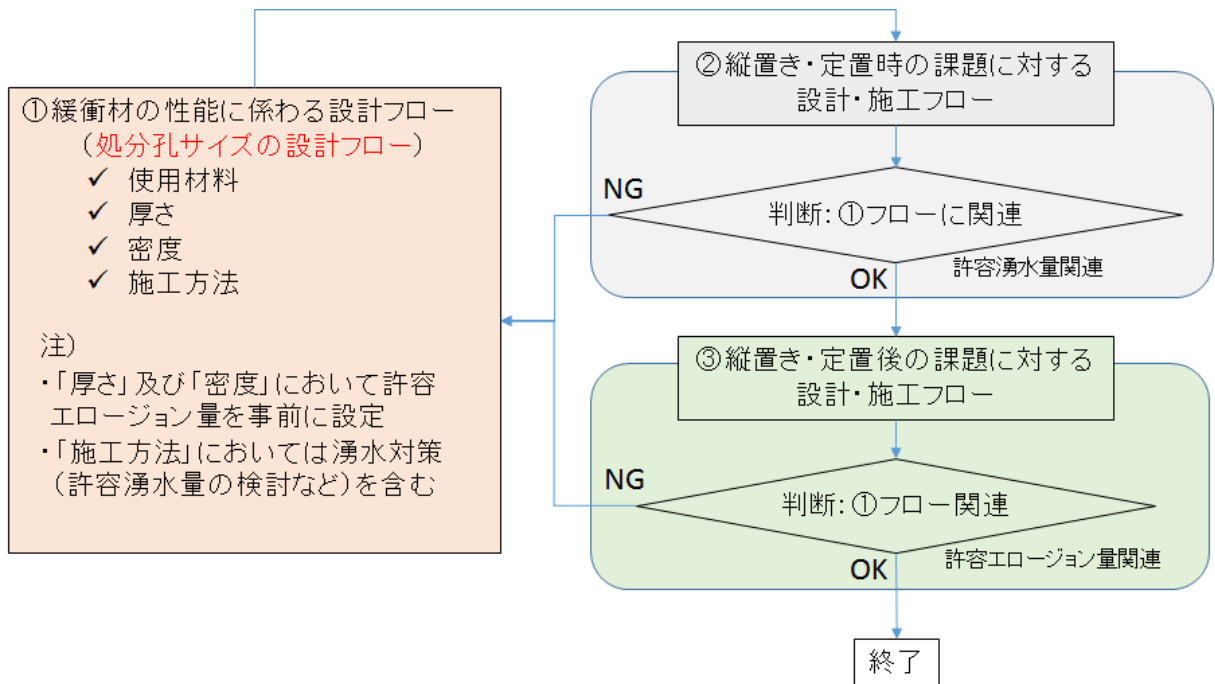 ①緩衝材の性能に係わる設計フロー
（処分孔サイズの設計フロー）
✓ 使用材料
✓ 厚さ
✓ 密度
✓ 施工方法
注）
・「厚さ」及び「密度」において許容
エロージョン量を事前に設定
・「施工方法」においては湧水対策
（許容湧水量の検討など）を含む
②縦置き・定置時の課題に対する
設計・施工フロー
NG
判断：①フローに関連
許容湧水量関連
OK
③縦置き・定置後の課題に対する
設計・施工フロー
NG
判断：①フロー関連
許容エロージョン量関連
OK
終了